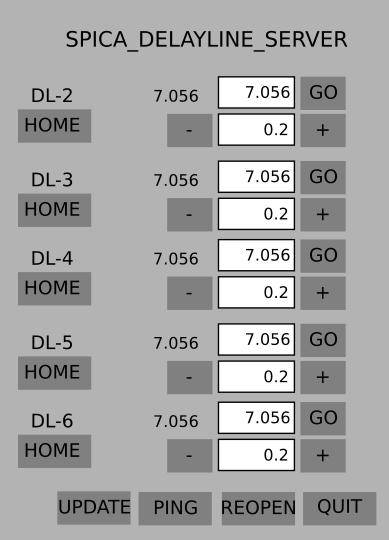 SPICA_DELAYLINE_SERVER
DL-2 7.056 7.056 GO
HOME - 0.2 +
DL-3 7.056 7.056 GO
HOME - 0.2 +
DL-4 7.056 7.056 GO
HOME - 0.2 +
DL-5 7.056 7.056 GO
HOME - 0.2 +
DL-6 7.056 7.056 GO
HOME - 0.2 +
UPDATE PING REOPEN QUIT